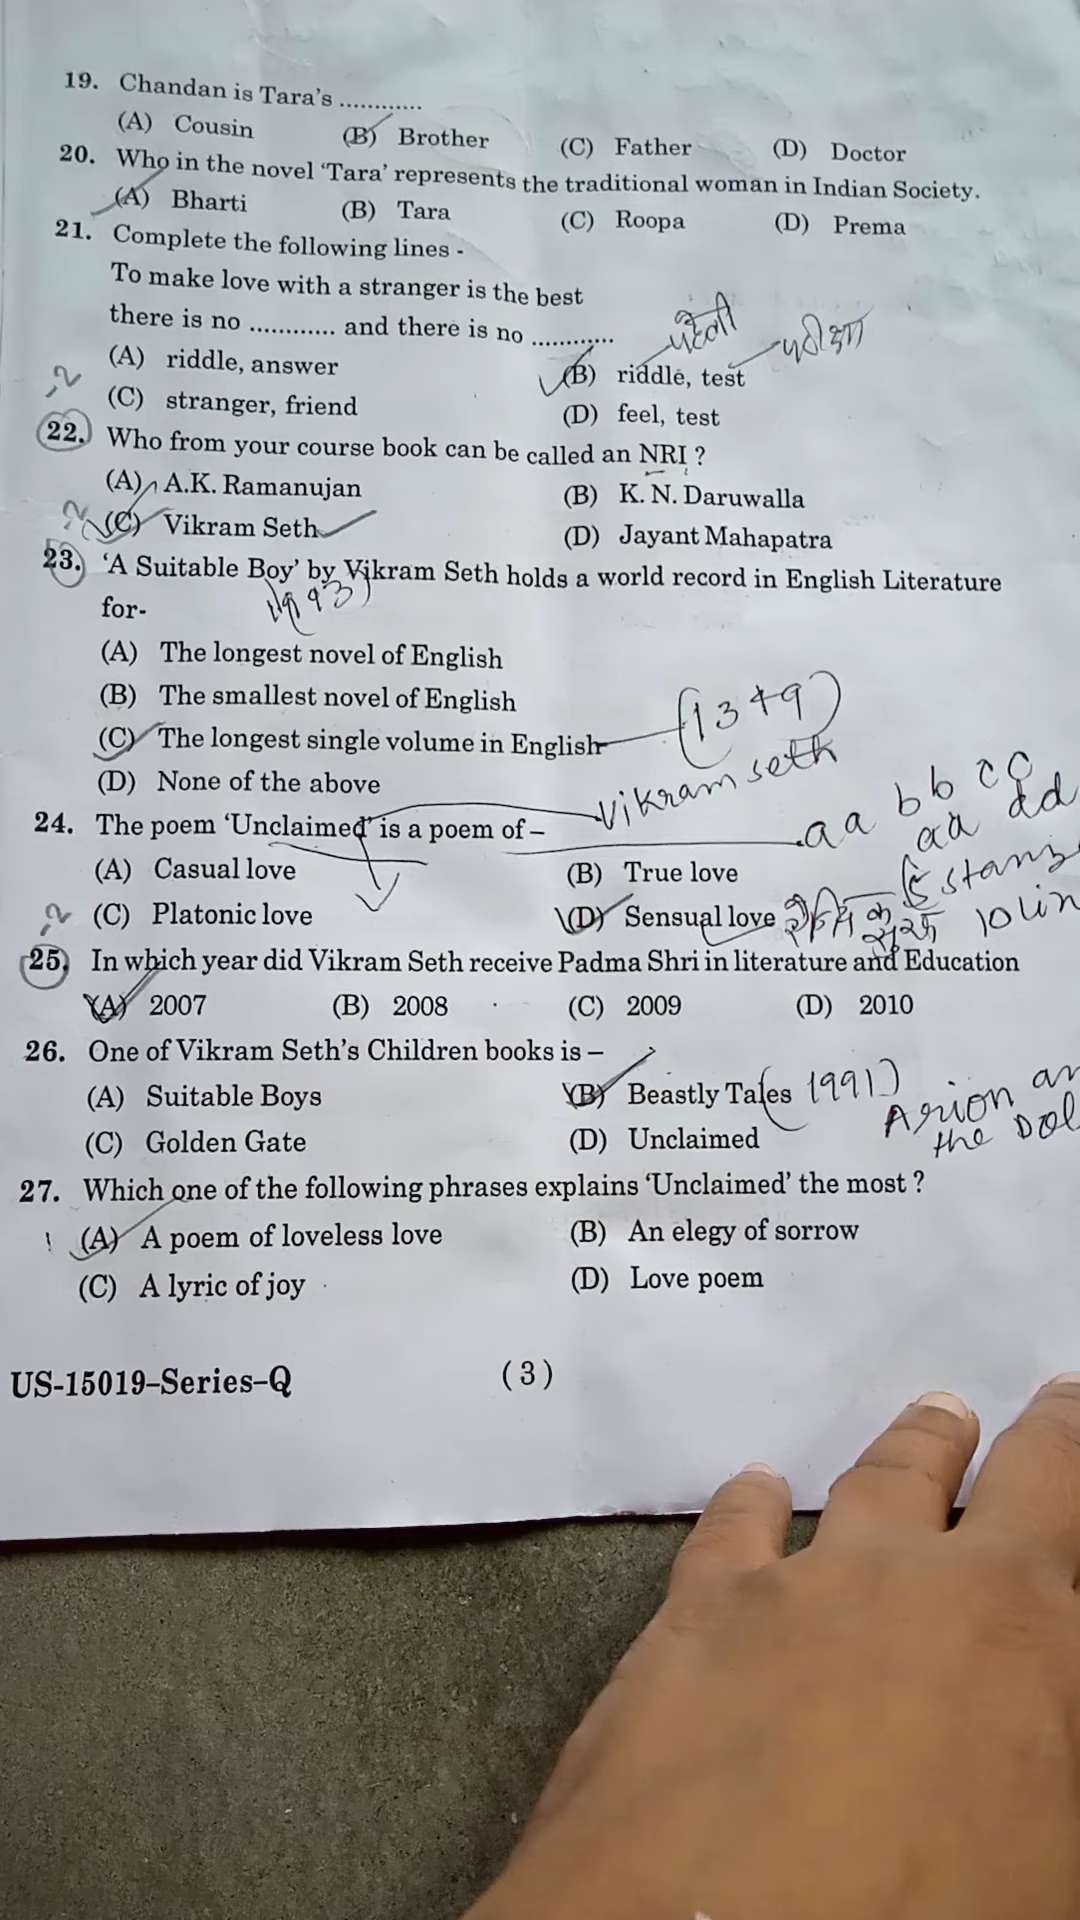 19. Chandan is Tara's ............
(A) Cousin (B) Brother (C) Father (D) Doctor
20. Who in the novel 'Tara' represents the traditional woman in Indian Society.
(A) Bharti (B) Tara (C) Roopa (D) Prema
21. Complete the following lines -
To make love with a stranger is the best
there is no ............ and there is no ............
(A) riddle, answer (B) riddle, test
(C) stranger, friend (D) feel, test
22. Who from your course book can be called an NRI ?
(A) A.K. Ramanujan (B) K. N. Daruwalla
(C) Vikram Seth (D) Jayant Mahapatra
23. 'A Suitable Boy' by Vikram Seth holds a world record in English Literature
for-
1993
(A) The longest novel of English
(B) The smallest novel of English
(C) The longest single volume in English (1349)
(D) None of the above
Vikram seth
24. The poem 'Unclaimed' is a poem of –
aa bb cc
aa dd
(A) Casual love (B) True love
(C) Platonic love (D) Sensual love
25. In which year did Vikram Seth receive Padma Shri in literature and Education
(A) 2007 (B) 2008 (C) 2009 (D) 2010
26. One of Vikram Seth's Children books is –
(A) Suitable Boys (B) Beastly Tales (1991)
Arion an
the Dol
(C) Golden Gate (D) Unclaimed
27. Which one of the following phrases explains 'Unclaimed' the most ?
(A) A poem of loveless love (B) An elegy of sorrow
(C) A lyric of joy (D) Love poem
US-15019-Series-Q (3)